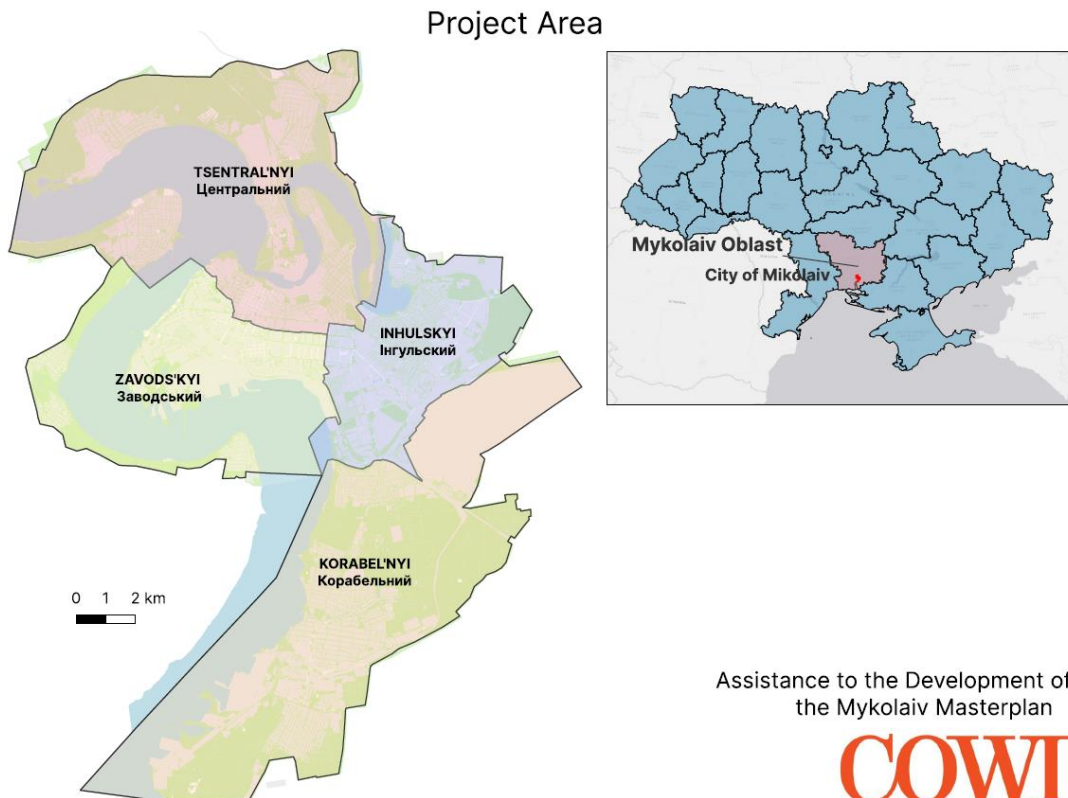 Project Area
TSENTRAL'NYI
Центральний
INHULSKYI
Інгульский
ZAVODS'KYI
Заводський
KORABEL'NYI
Корабельний
0 1 2 km
Mykolaiv Oblast
City of Mikolaiv
Assistance to the Development of
the Mykolaiv Masterplan
COWI